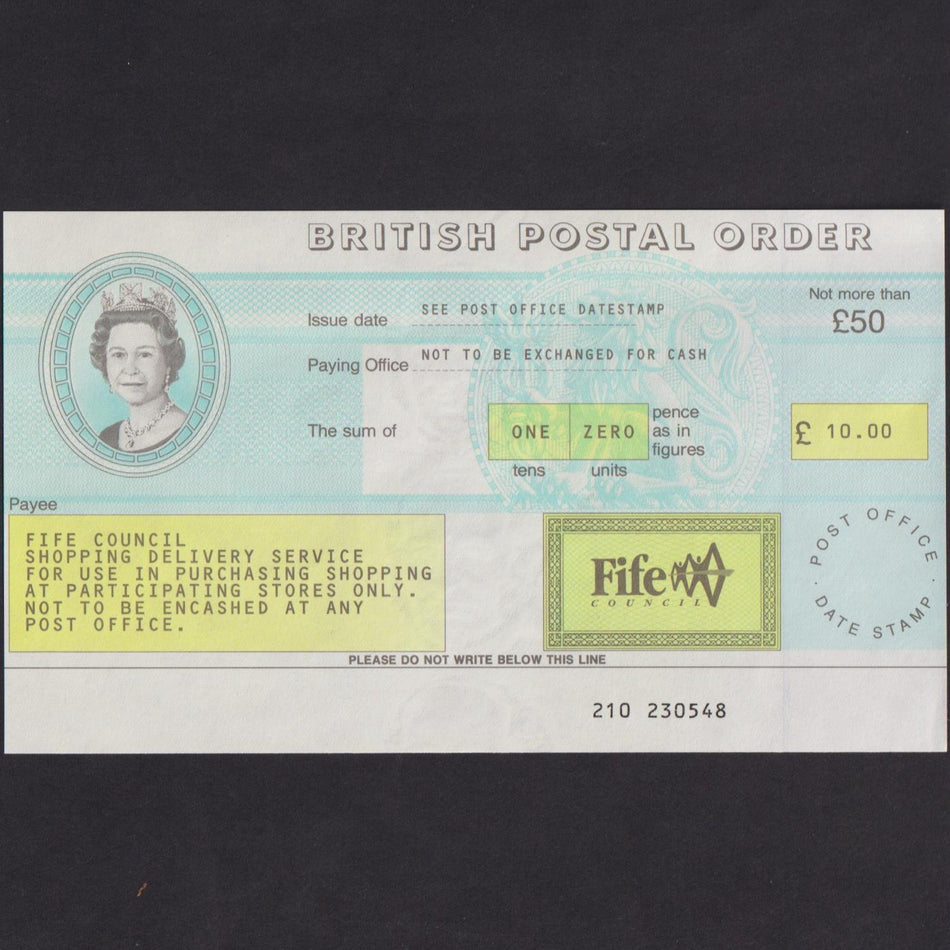 BRITISH POSTAL ORDER
Issue date SEE POST OFFICE DATESTAMP
Not more than
£50
Paying Office NOT TO BE EXCHANGED FOR CASH
The sum of ONE ZERO pence as in figures
tens units
£ 10.00
Payee
FIFE COUNCIL
SHOPPING DELIVERY SERVICE
FOR USE IN PURCHASING SHOPPING
AT PARTICIPATING STORES ONLY.
NOT TO BE ENCASHED AT ANY
POST OFFICE.
Fife
COUNCIL
POST OFFICE
DATE STAMP
PLEASE DO NOT WRITE BELOW THIS LINE
210 230548